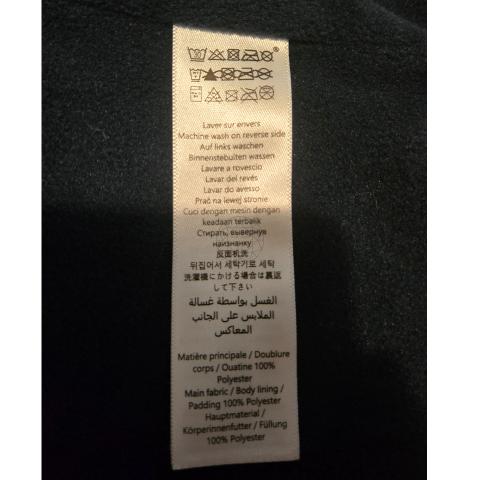 Laver sur envers
Machine wash on reverse side
Auf links waschen
Binnenstebuiten wassen
Lavare a rovescio
Lavar del revés
Lavar do avesso
Prać na lewej stronie
Cuci dengan mesin dengan
keadaan terbalik
Стирать, вывернув
наизнанку
反面机洗
뒤집어서 세탁기로 세탁
洗濯機にかける場合は裏返
して下さい
الغسل بواسطة غسالة
الملابس على الجانب
المعاكس
Matière principale / Doublure
corps / Ouatine 100%
Polyester
Main fabric / Body lining /
Padding 100% Polyester
Hauptmaterial /
Körperinnenfutter / Füllung
100% Polyester